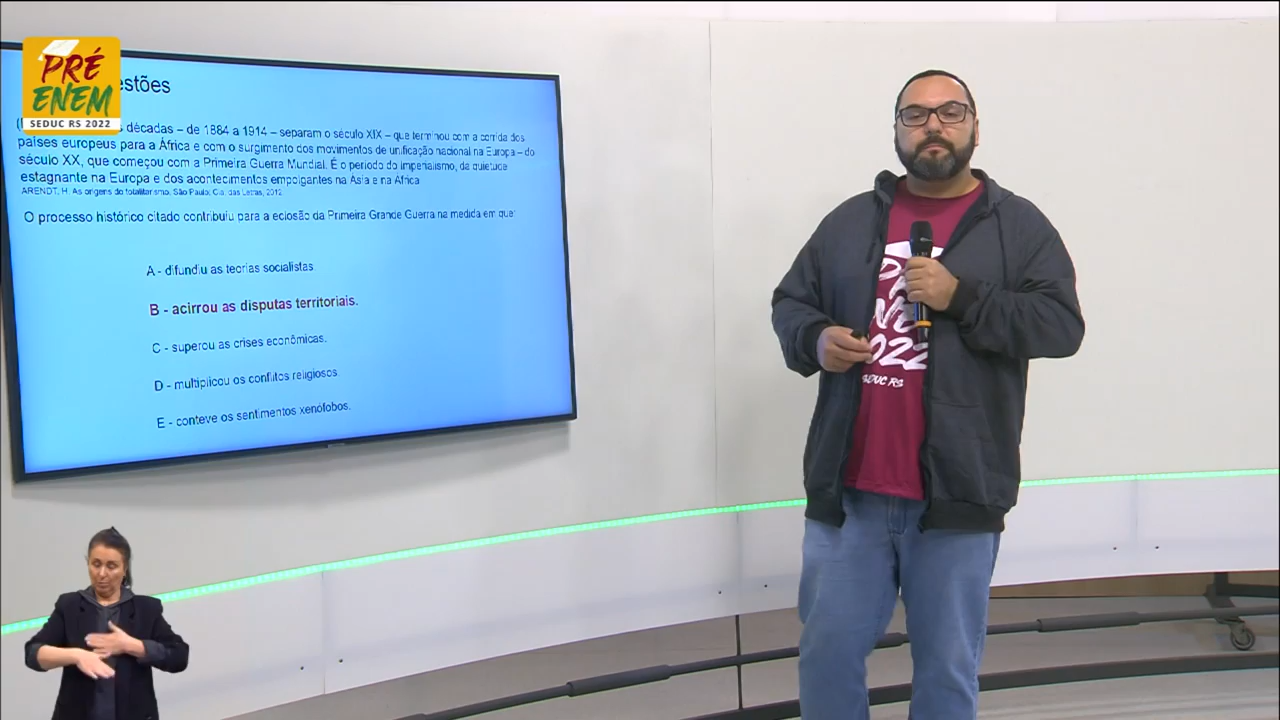 PRÉ
ENEM
SEDUC RS 2022
estões
décadas – de 1884 a 1914 – separam o século XIX – que terminou com a corrida dos
países europeus para a África e com o surgimento dos movimentos de unificação nacional na Europa – do
século XX, que começou com a Primeira Guerra Mundial. É o período do Imperialismo, da quietude
estagnante na Europa e dos acontecimentos empolgantes na Ásia e na África
ARENDT, H. As origens do totalitarismo. São Paulo, Cia. das Letras, 2012.
O processo histórico citado contribuiu para a eclosão da Primeira Grande Guerra na medida em que:
A - difundiu as teorias socialistas
B - acirrou as disputas territoriais.
C - superou as crises econômicas.
D - multiplicou os conflitos religiosos
E - conteve os sentimentos xenófobos.
2022
SEDUC RS